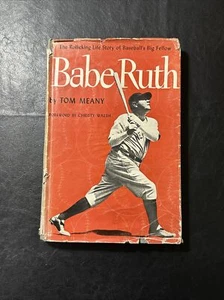 The Rollicking Life Story of Baseball's Big Fellow
Babe Ruth
by TOM MEANY
FOREWORD BY CHRISTY WALSH